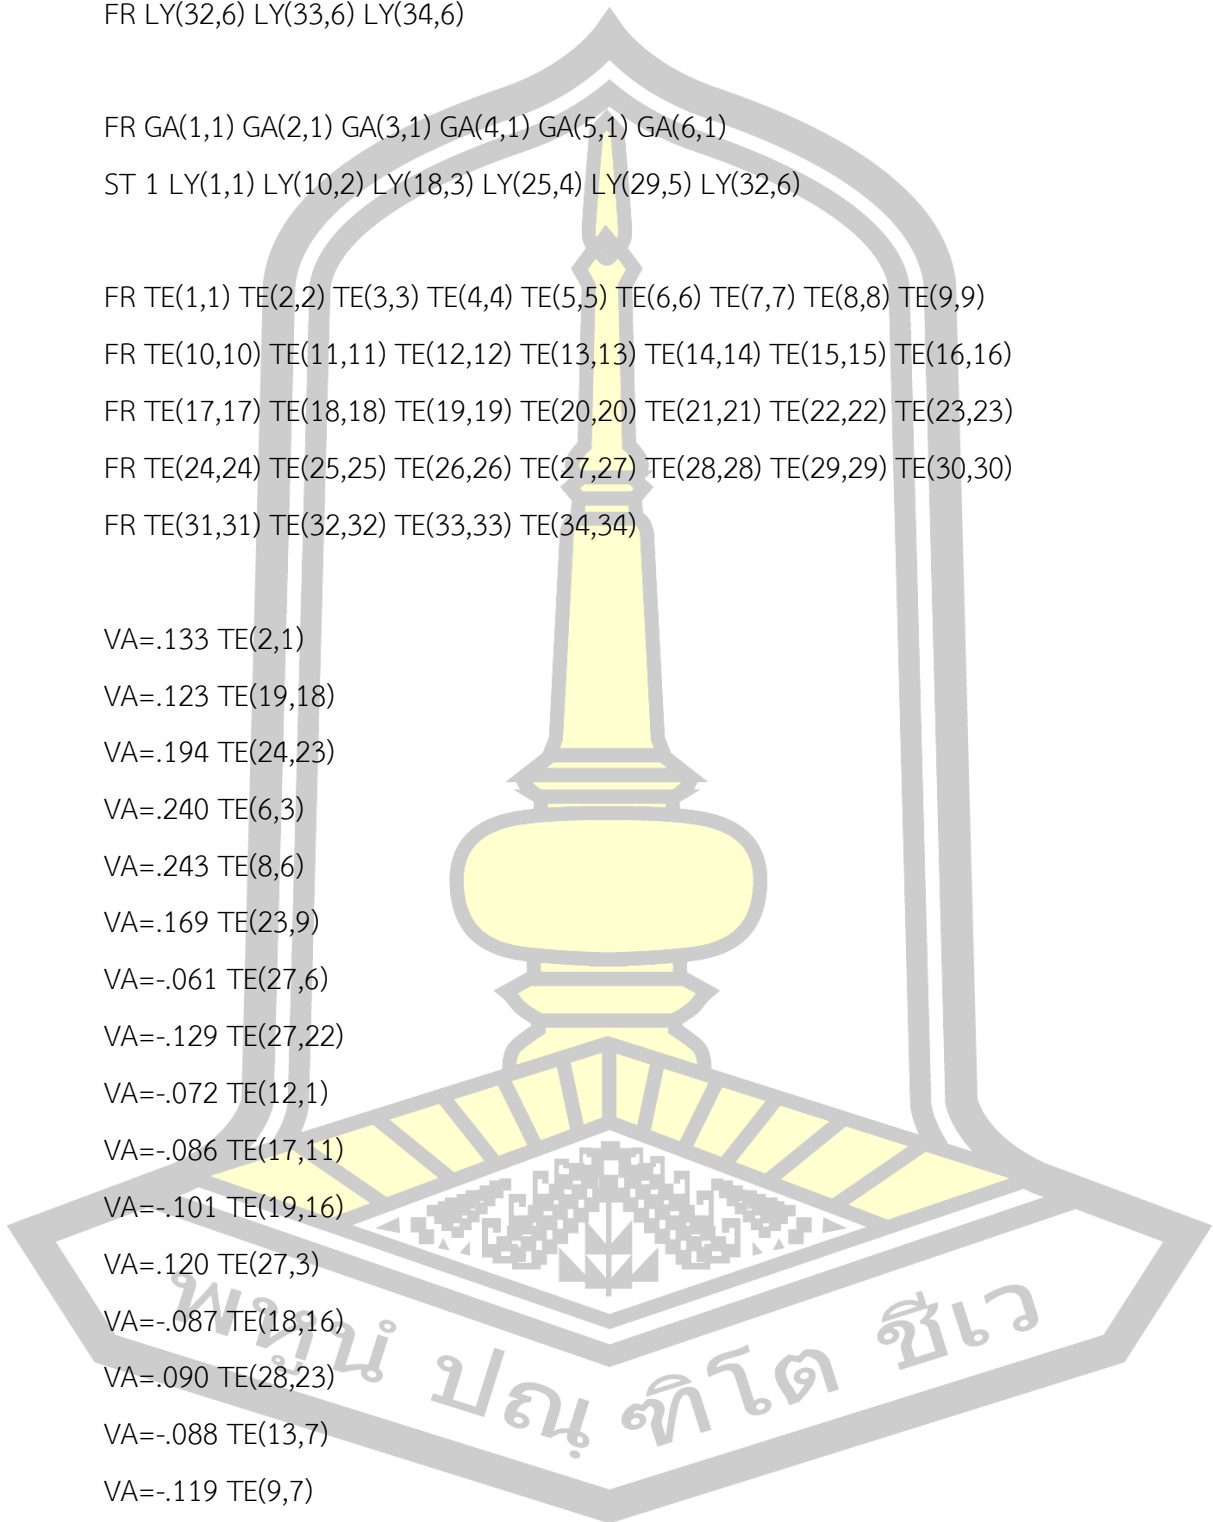 FR LY(32,6) LY(33,6) LY(34,6)
FR GA(1,1) GA(2,1) GA(3,1) GA(4,1) GA(5,1) GA(6,1)
ST 1 LY(1,1) LY(10,2) LY(18,3) LY(25,4) LY(29,5) LY(32,6)
FR TE(1,1) TE(2,2) TE(3,3) TE(4,4) TE(5,5) TE(6,6) TE(7,7) TE(8,8) TE(9,9)
FR TE(10,10) TE(11,11) TE(12,12) TE(13,13) TE(14,14) TE(15,15) TE(16,16)
FR TE(17,17) TE(18,18) TE(19,19) TE(20,20) TE(21,21) TE(22,22) TE(23,23)
FR TE(24,24) TE(25,25) TE(26,26) TE(27,27) TE(28,28) TE(29,29) TE(30,30)
FR TE(31,31) TE(32,32) TE(33,33) TE(34,34)
VA=.133 TE(2,1)
VA=.123 TE(19,18)
VA=.194 TE(24,23)
VA=.240 TE(6,3)
VA=.243 TE(8,6)
VA=.169 TE(23,9)
VA=-.061 TE(27,6)
VA=-.129 TE(27,22)
VA=-.072 TE(12,1)
VA=-.086 TE(17,11)
VA=-.101 TE(19,16)
VA=.120 TE(27,3)
VA=-.087 TE(18,16)
VA=.090 TE(28,23)
VA=-.088 TE(13,7)
VA=-.119 TE(9,7)
พหูนํ ปณฺฑิโต ชีเว